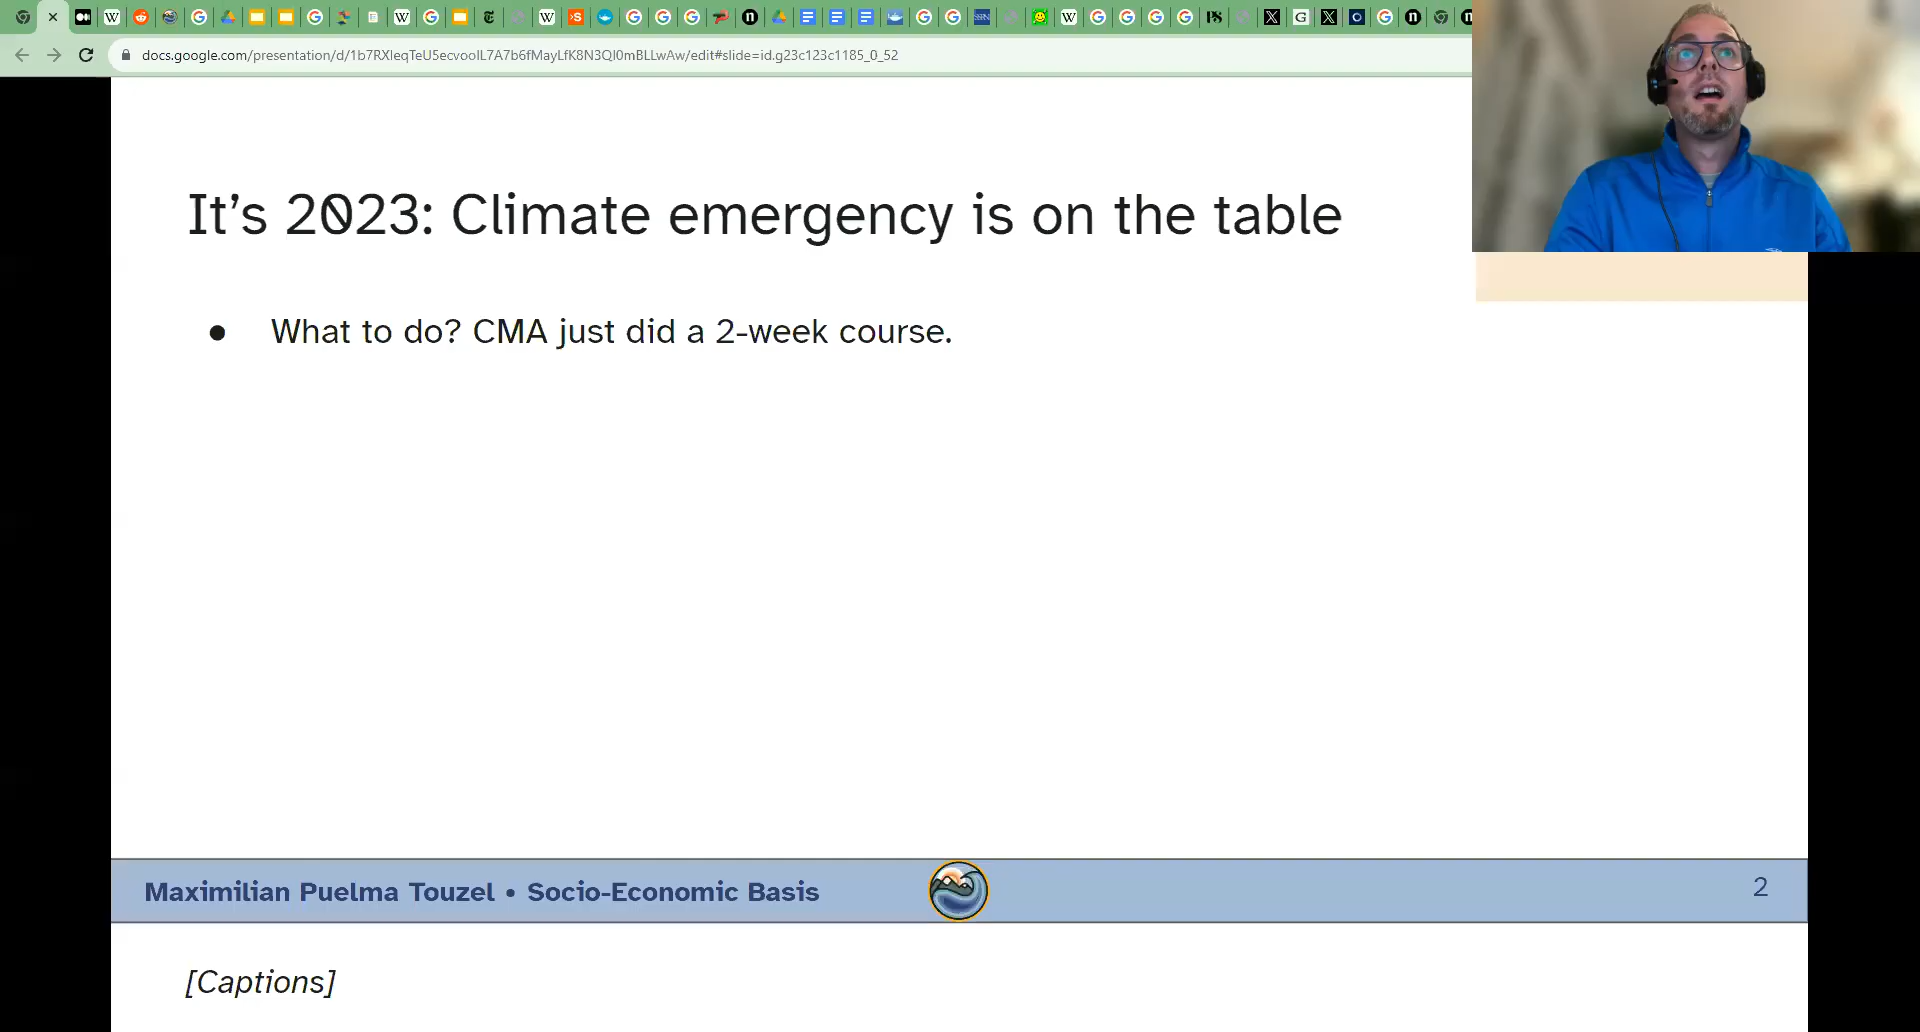 docs.google.com/presentation/d/1b7RXIeqTeU5ecvooIL7A7b6fMayLfK8N3QI0mBLLwAw/edit#slide=id.g23c123c1185_0_52
It’s 2023: Climate emergency is on the table
● What to do? CMA just did a 2-week course.
Maximilian Puelma Touzel • Socio-Economic Basis
2
[Captions]